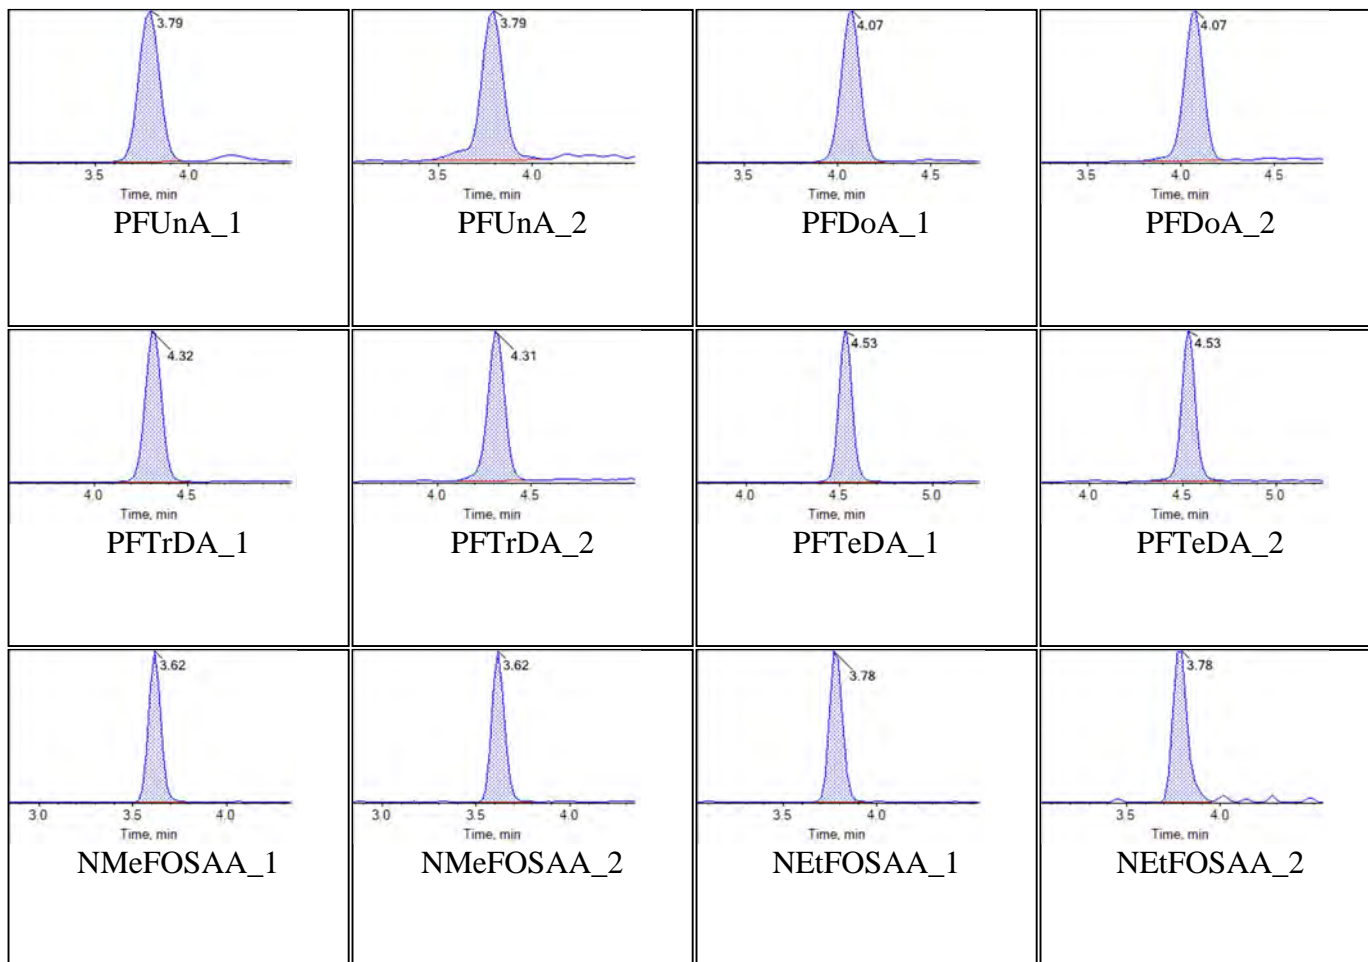 3.79
3.5 4.0
Time, min
PFUnA_1
3.79
3.5 4.0
Time, min
PFUnA_2
4.07
3.5 4.0 4.5
Time, min
PFDoA_1
4.07
3.5 4.0 4.5
Time, min
PFDoA_2
4.32
4.0 4.5
Time, min
PFTrDA_1
4.31
4.0 4.5
Time, min
PFTrDA_2
4.53
4.0 4.5 5.0
Time, min
PFTeDA_1
4.53
4.0 4.5 5.0
Time, min
PFTeDA_2
3.62
3.0 3.5 4.0
Time, min
NMeFOSAA_1
3.62
3.0 3.5 4.0
Time, min
NMeFOSAA_2
3.78
3.5 4.0
Time, min
NEtFOSAA_1
3.78
3.5 4.0
Time, min
NEtFOSAA_2